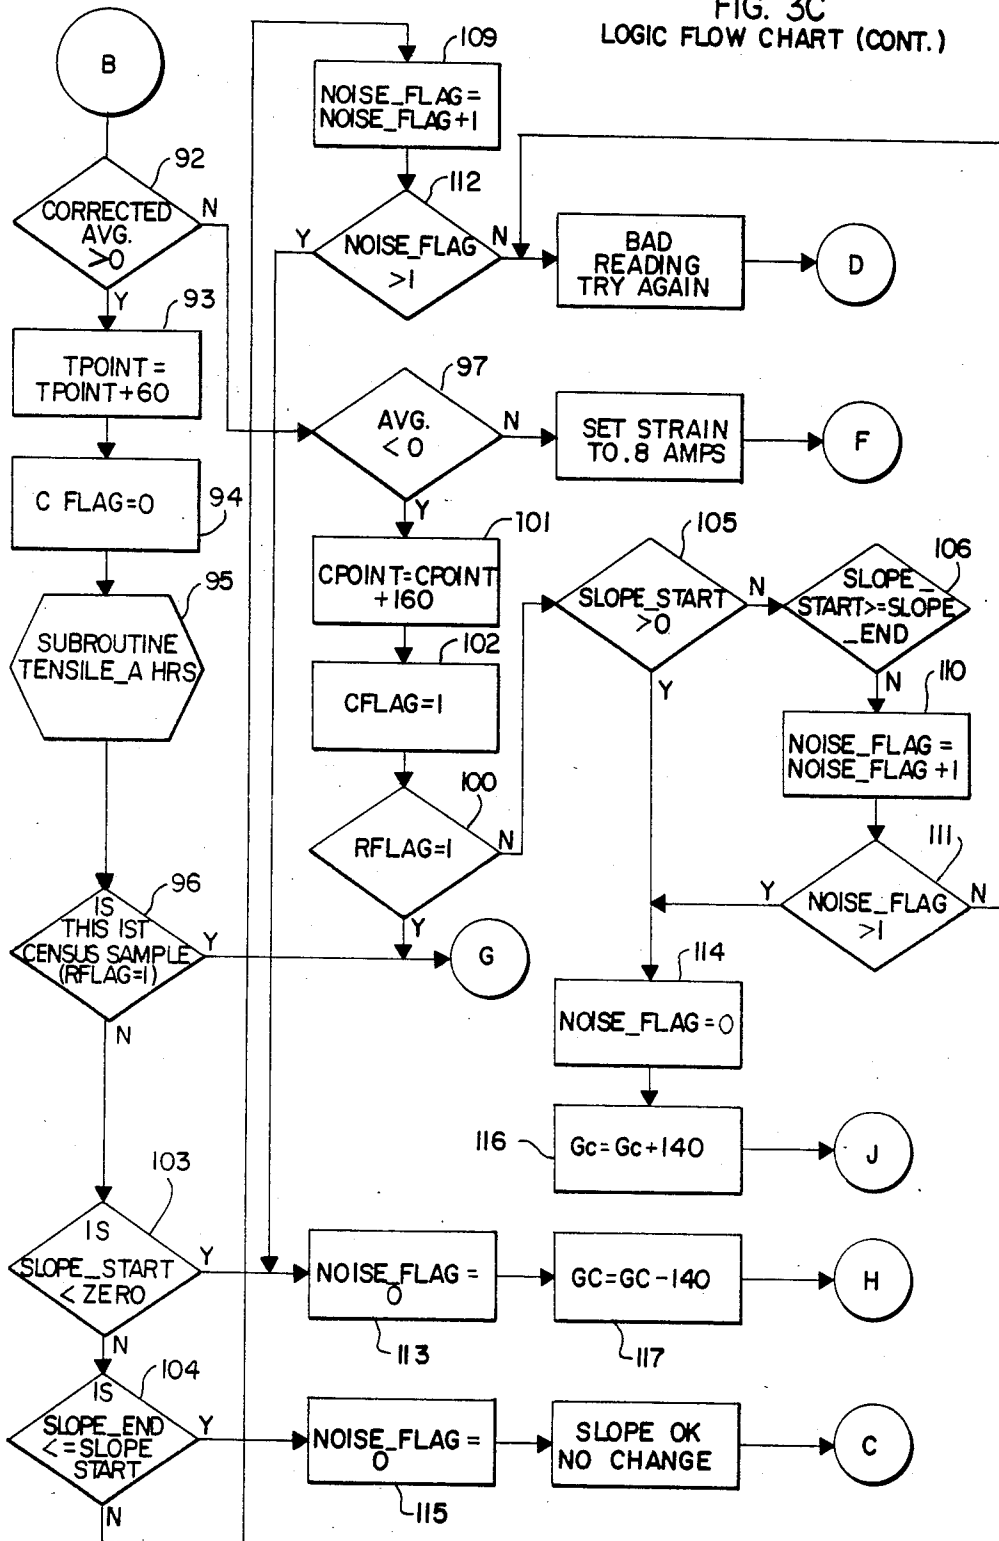 FIG. 3C
LOGIC FLOW CHART (CONT.)
B
92
CORRECTED
AVG.
>0
N
Y
93
TPOINT=
TPOINT+60
C FLAG=0
94
95
SUBROUTINE
TENSILE_A HRS
96
IS
THIS 1ST
CENSUS SAMPLE
(RFLAG=1)
Y
N
103
IS
SLOPE_START
< ZERO
Y
N
104
IS
SLOPE_END
<=SLOPE
START
Y
N
109
NOISE_FLAG=
NOISE_FLAG+1
112
NOISE_FLAG
>1
Y
N
BAD
READING
TRY AGAIN
D
97
AVG.
<0
N
Y
SET STRAIN
TO.8 AMPS
F
101
CPOINT=CPOINT
+160
102
CFLAG=1
100
RFLAG=1
N
Y
G
105
SLOPE_START
>0
N
Y
106
SLOPE_
START>=SLOPE
_END
N
110
NOISE_FLAG=
NOISE_FLAG+1
111
NOISE_FLAG
>1
Y
N
114
NOISE_FLAG=0
116
Gc=Gc+140
J
NOISE_FLAG=
0
113
GC=GC-140
117
H
NOISE_FLAG=
0
115
SLOPE OK
NO CHANGE
C